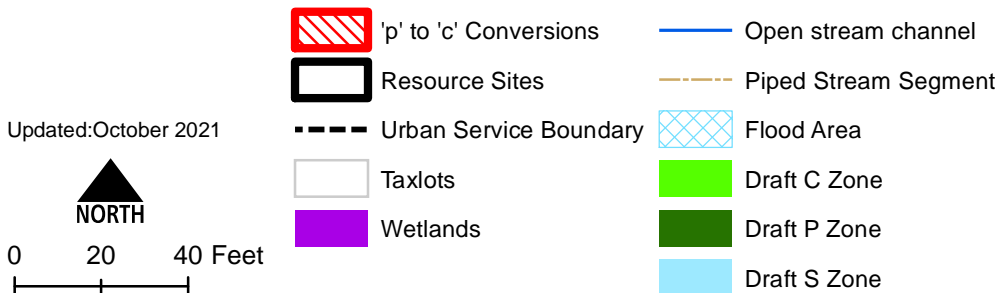 Updated:October 2021
NORTH
0 20 40 Feet
'p' to 'c' Conversions
Resource Sites
Urban Service Boundary
Taxlots
Wetlands
Open stream channel
Piped Stream Segment
Flood Area
Draft C Zone
Draft P Zone
Draft S Zone